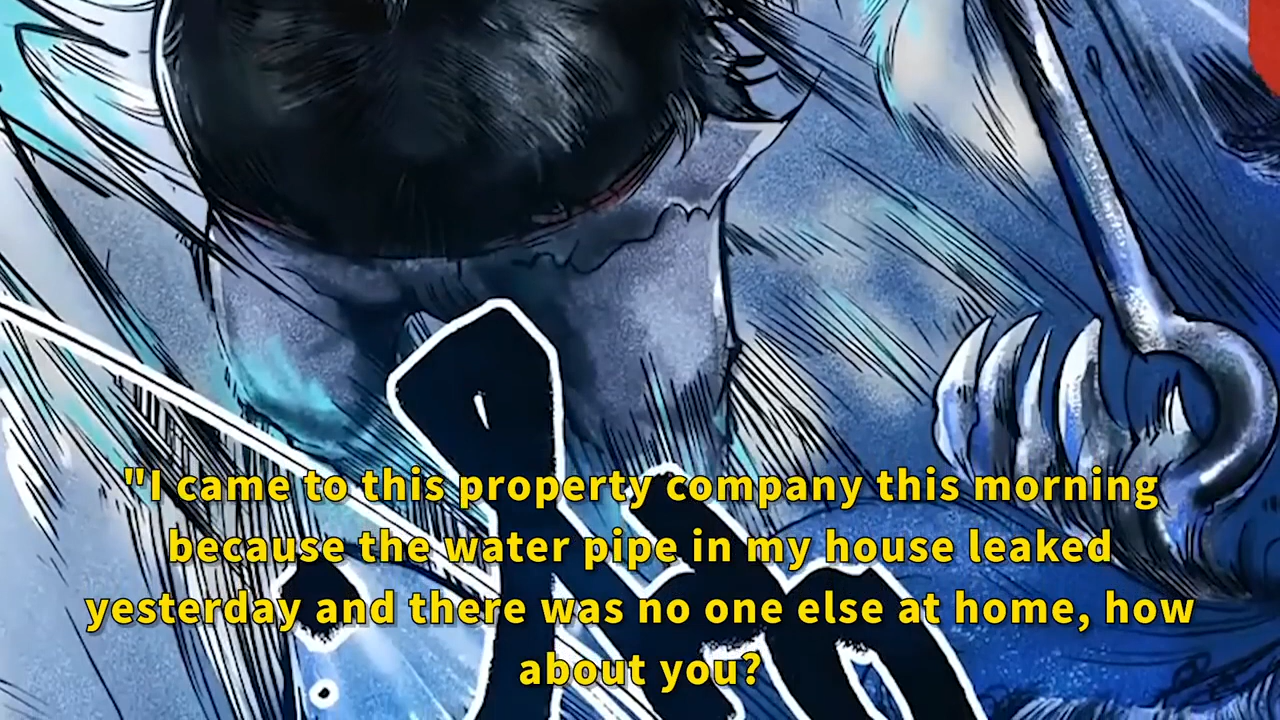 "I came to this property company this morning
because the water pipe in my house leaked
yesterday and there was no one else at home, how
about you?